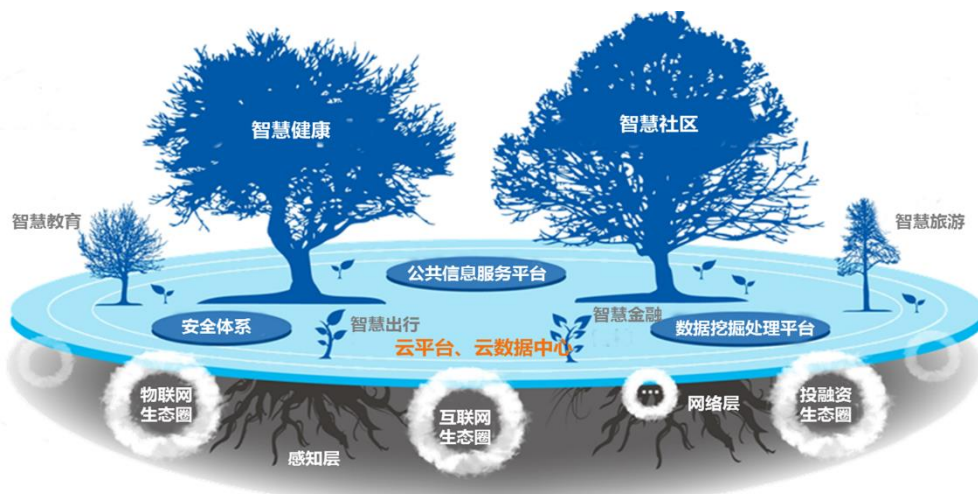 智慧健康
智慧社区
智慧教育
智慧旅游
公共信息服务平台
安全体系
智慧出行
智慧金融
数据挖掘处理平台
云平台、云数据中心
物联网
生态圈
互联网
生态圈
...
网络层
投融资
生态圈
感知层